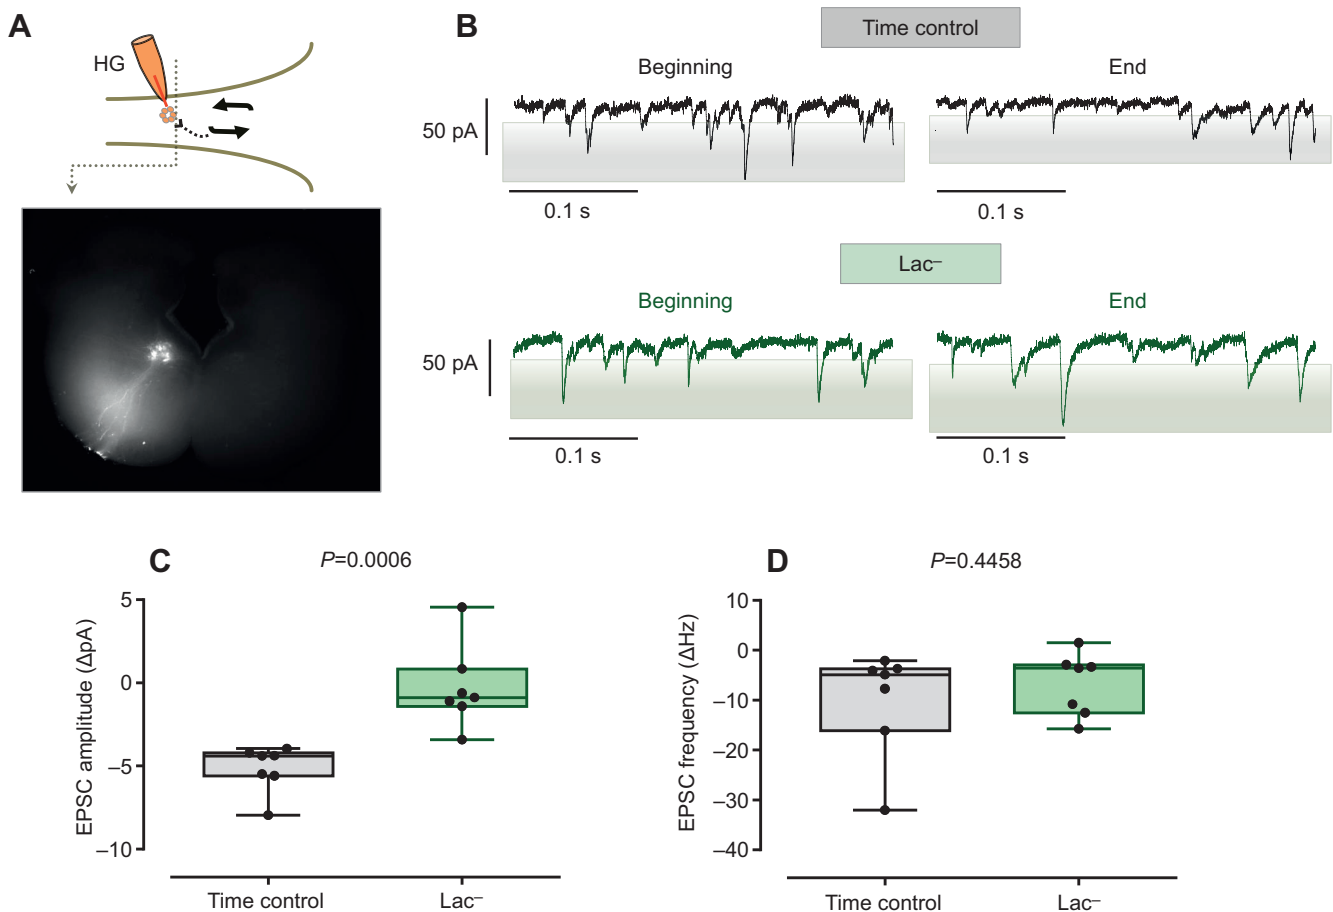 A
HG
B
Time control
Beginning
End
50 pA
0.1 s
0.1 s
Lac–
Beginning
End
50 pA
0.1 s
0.1 s
C
P=0.0006
EPSC amplitude (ΔpA)
5
0
–5
–10
Time control
Lac–
D
P=0.4458
EPSC frequency (ΔHz)
10
0
–10
–20
–30
–40
Time control
Lac–